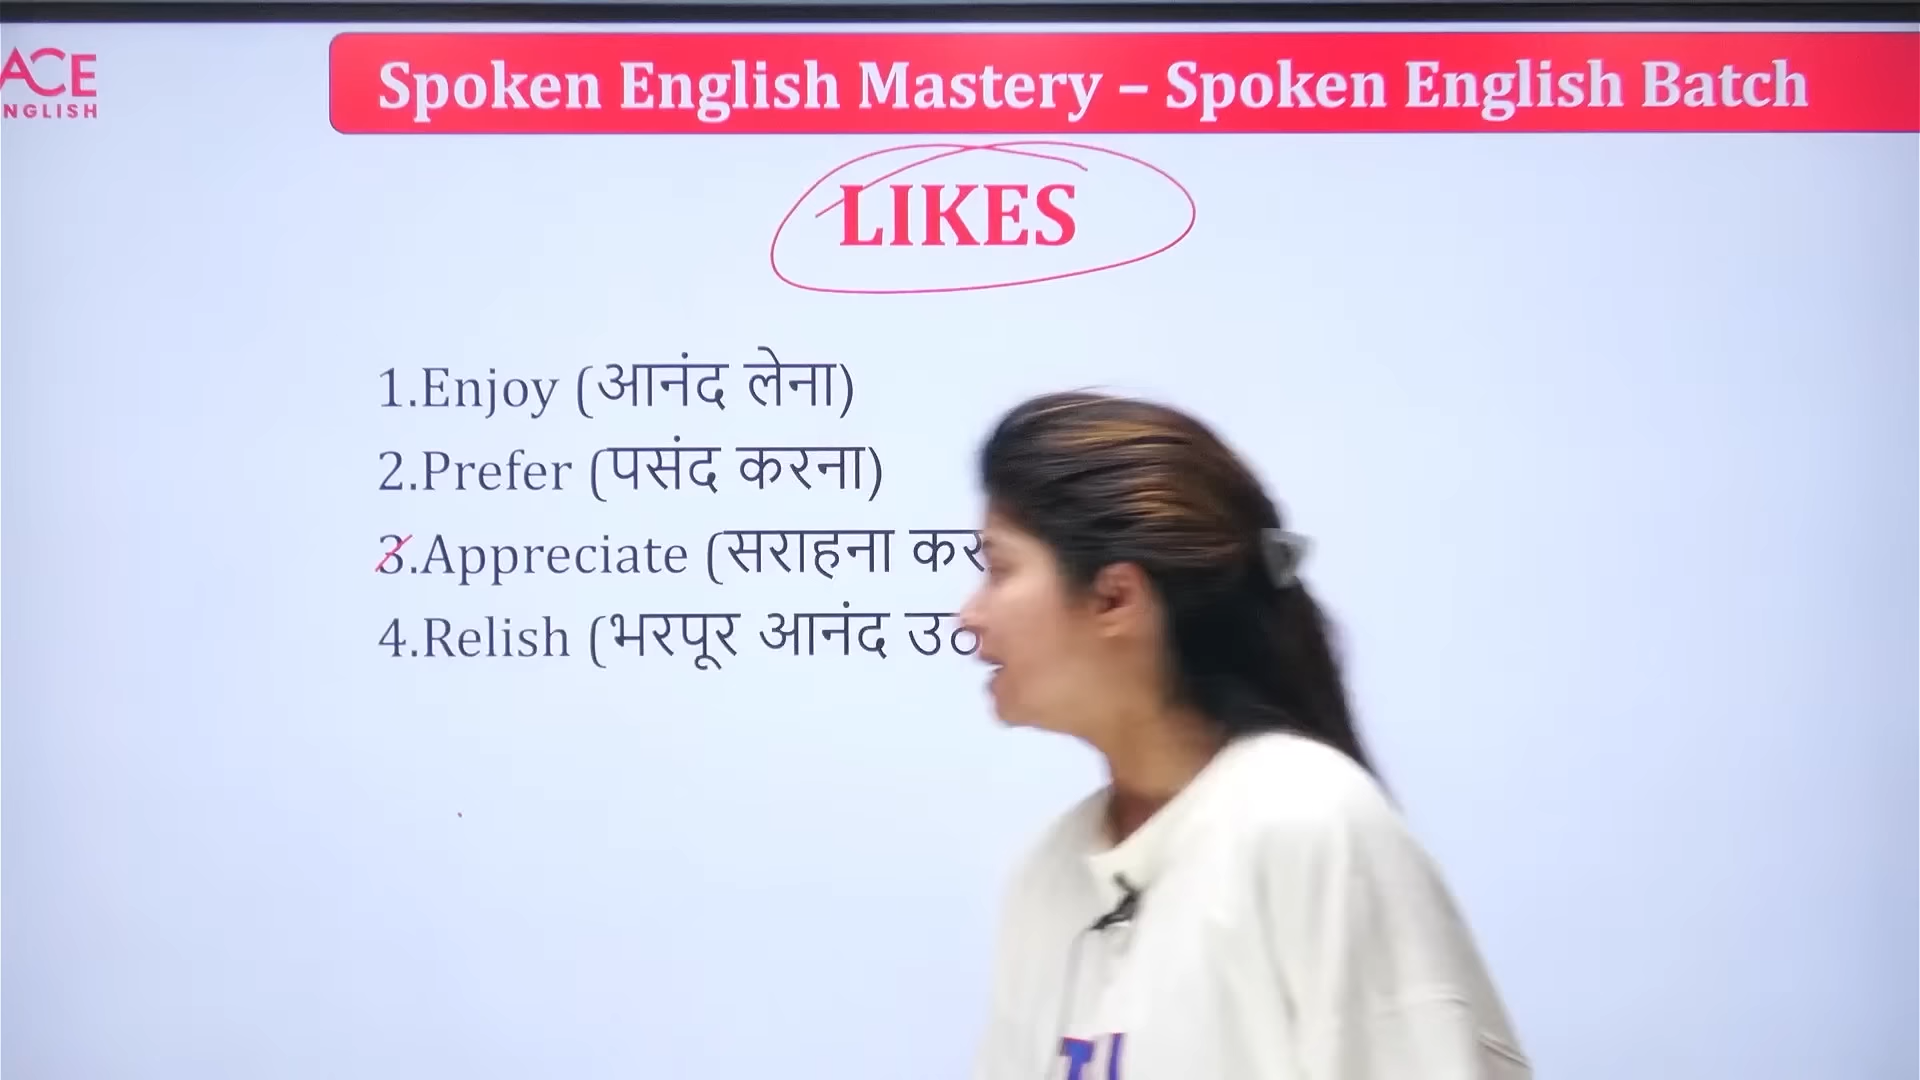 ACE
NGLISH
Spoken English Mastery – Spoken English Batch
LIKES
1.Enjoy (आनंद लेना)
2.Prefer (पसंद करना)
3.Appreciate (सराहना कर
4.Relish (भरपूर आनंद